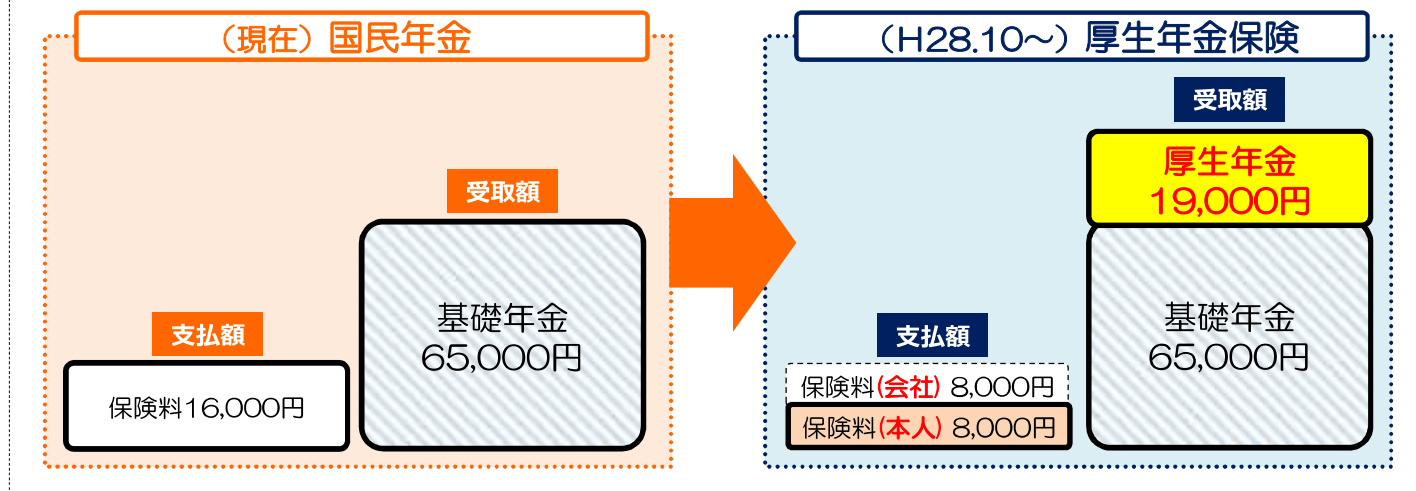 （現在）国民年金
受取額
基礎年金
65,000円
支払額
保険料16,000円
（H28.10～）厚生年金保険
受取額
厚生年金
19,000円
基礎年金
65,000円
支払額
保険料(会社) 8,000円
保険料(本人) 8,000円